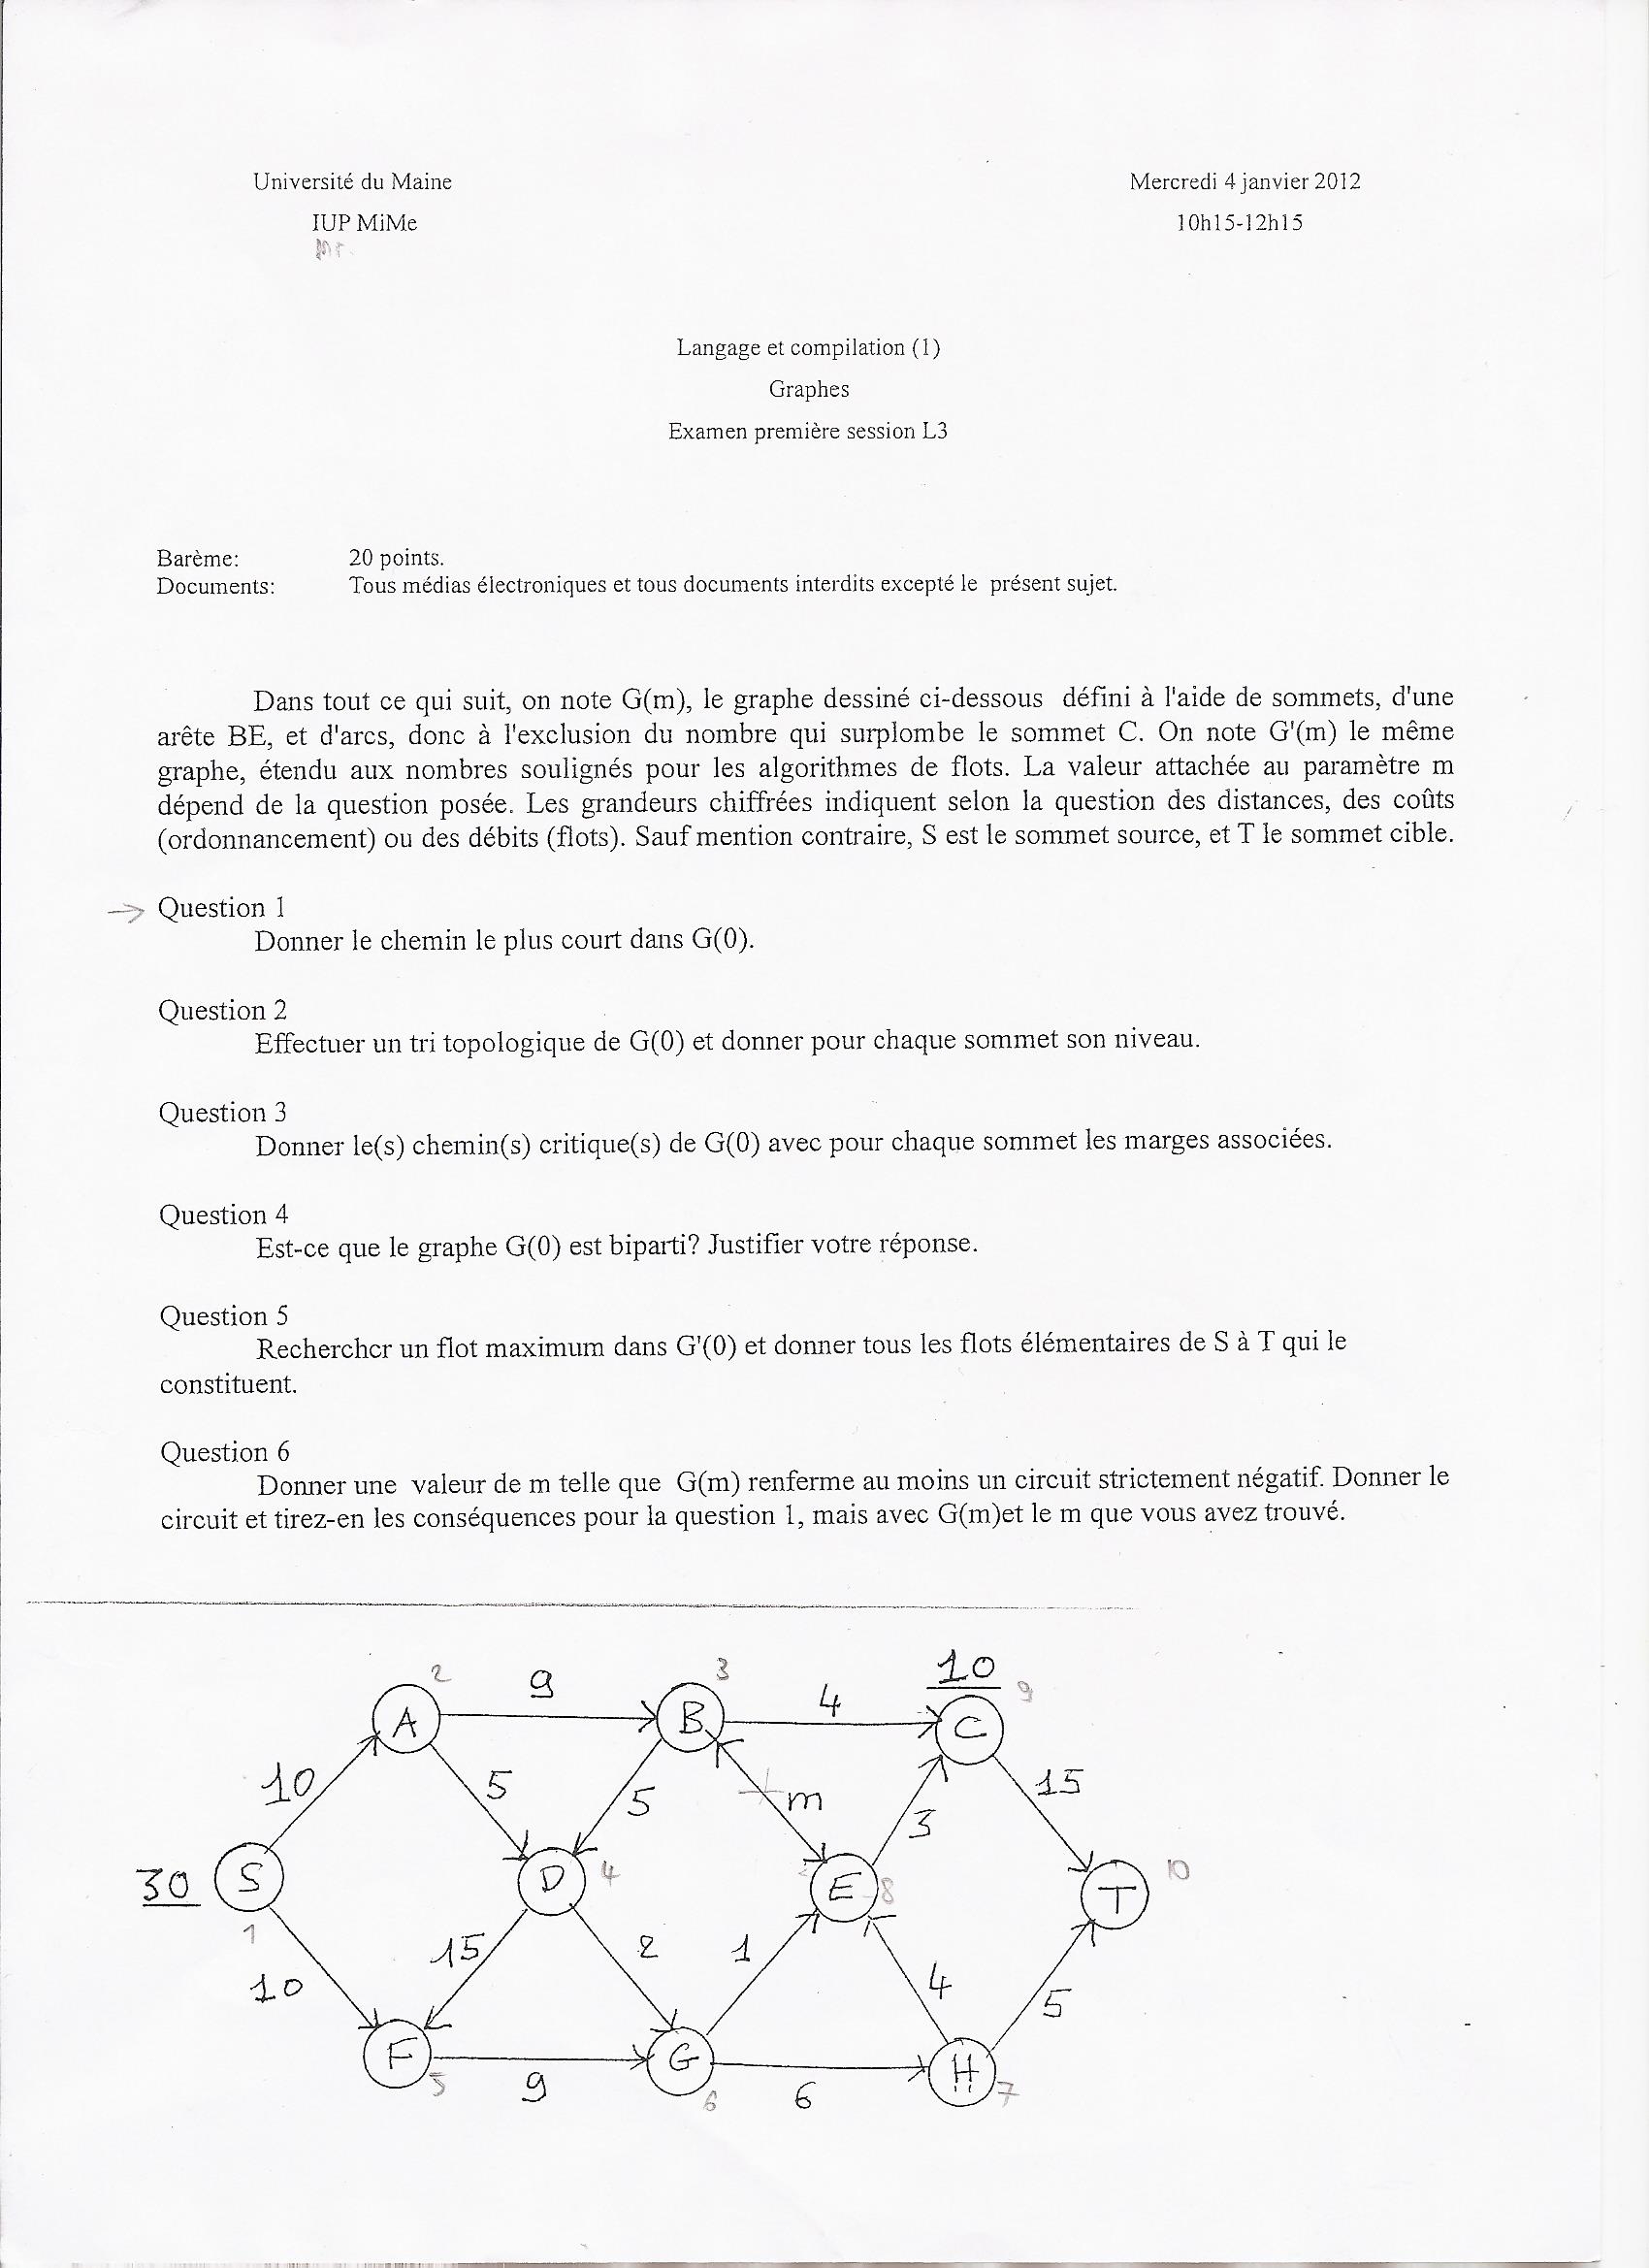 Université du Maine
Mercredi 4 janvier 2012
IUP MiMe
10h15-12h15
Langage et compilation (1)
Graphes
Examen première session L3
Barème: 20 points.
Documents: Tous médias électroniques et tous documents interdits excepté le présent sujet.
Dans tout ce qui suit, on note G(m), le graphe dessiné ci-dessous défini à l'aide de sommets, d'une
arête BE, et d'arcs, donc à l'exclusion du nombre qui surplombe le sommet C. On note G'(m) le même
graphe, étendu aux nombres soulignés pour les algorithmes de flots. La valeur attachée au paramètre m
dépend de la question posée. Les grandeurs chiffrées indiquent selon la question des distances, des coûts
(ordonnancement) ou des débits (flots). Sauf mention contraire, S est le sommet source, et T le sommet cible.
Question 1
Donner le chemin le plus court dans G(0).
Question 2
Effectuer un tri topologique de G(0) et donner pour chaque sommet son niveau.
Question 3
Donner le(s) chemin(s) critique(s) de G(0) avec pour chaque sommet les marges associées.
Question 4
Est-ce que le graphe G(0) est biparti? Justifier votre réponse.
Question 5
Rechercher un flot maximum dans G'(0) et donner tous les flots élémentaires de S à T qui le
constituent.
Question 6
Donner une valeur de m telle que G(m) renferme au moins un circuit strictement négatif. Donner le
circuit et tirez-en les conséquences pour la question 1, mais avec G(m)et le m que vous avez trouvé.
10
2 9 3 9
A B 4 C
10 5 5 m 3 15
30 S D 4 E 8 T 10
1
10 15 2 1 4 5
F G H
5 9 6 6 7